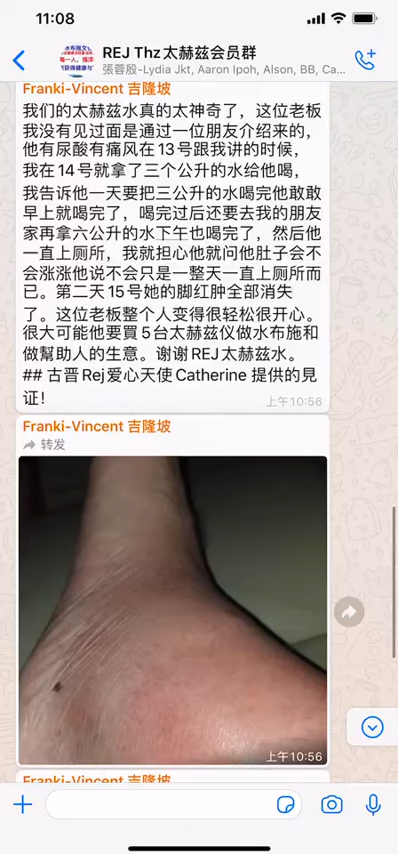 11:08
REJ Thz太赫兹会员群
張蓉殷-Lydia Jkt, Aaron Ipoh, Alson, BB, Ca...
Franki-Vincent 吉隆坡
我们的太赫兹水真的太神奇了，这位老板
我没有见过面是通过一位朋友介绍来的，
他有尿酸有痛风在13号跟我讲的时候，
我在14号就拿了三个公升的水给他喝，
我告诉他一天要把三公升的水喝完他敢敢
早上就喝完了，喝完过后还要去我的朋友
家再拿六公升的水下午也喝完了，然后他
一直上厕所，我就担心他就问他肚子会不
会涨涨他说不会只是一整天一直上厕所而
已。第二天15号她的脚红肿全部消失
了。这位老板整个人变得很轻松很开心。
很大可能他要買5台太赫兹仪做水布施和
做幫助人的生意。谢谢REJ太赫兹水。
## 古晋Rej爱心天使Catherine 提供的見
证！
上午10:56
Franki-Vincent 吉隆坡
转发
上午10:56
Franki-Vincent 吉隆坡